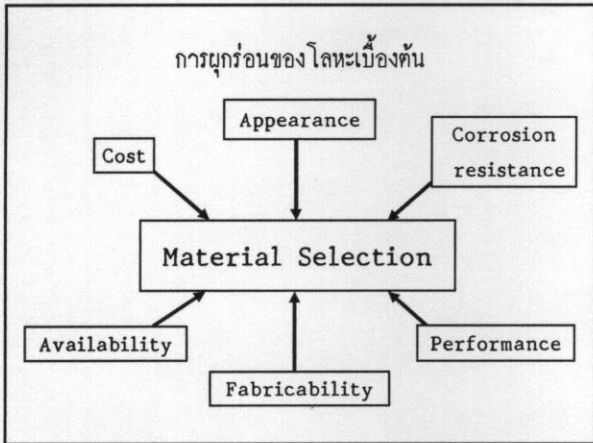 การผุกร่อนของโลหะเบื้องต้น
Appearance
Cost
Corrosion
resistance
Material Selection
Availability
Performance
Fabricability